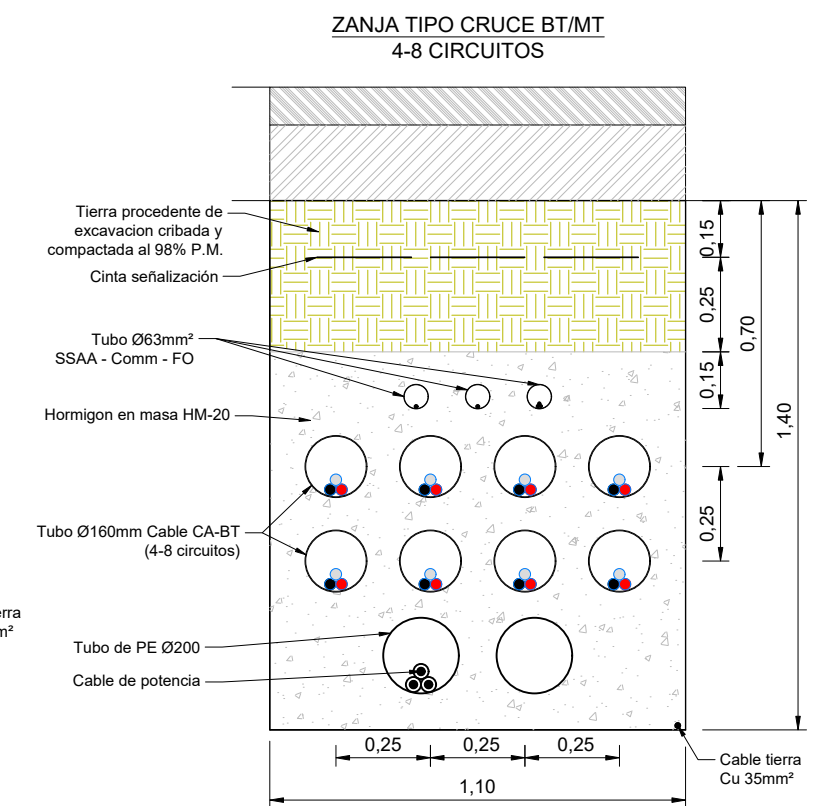 ZANJA TIPO CRUCE BT/MT
4-8 CIRCUITOS
Tierra procedente de
excavacion cribada y
compactada al 98% P.M.
Cinta señalización
Tubo Ø63mm²
SSAA - Comm - FO
Hormigon en masa HM-20
Tubo Ø160mm Cable CA-BT
(4-8 circuitos)
Tubo de PE Ø200
Cable de potencia
0,15
0,25
0,15
0,70
0,25
1,40
0,25
0,25
0,25
1,10
Cable tierra
Cu 35mm²